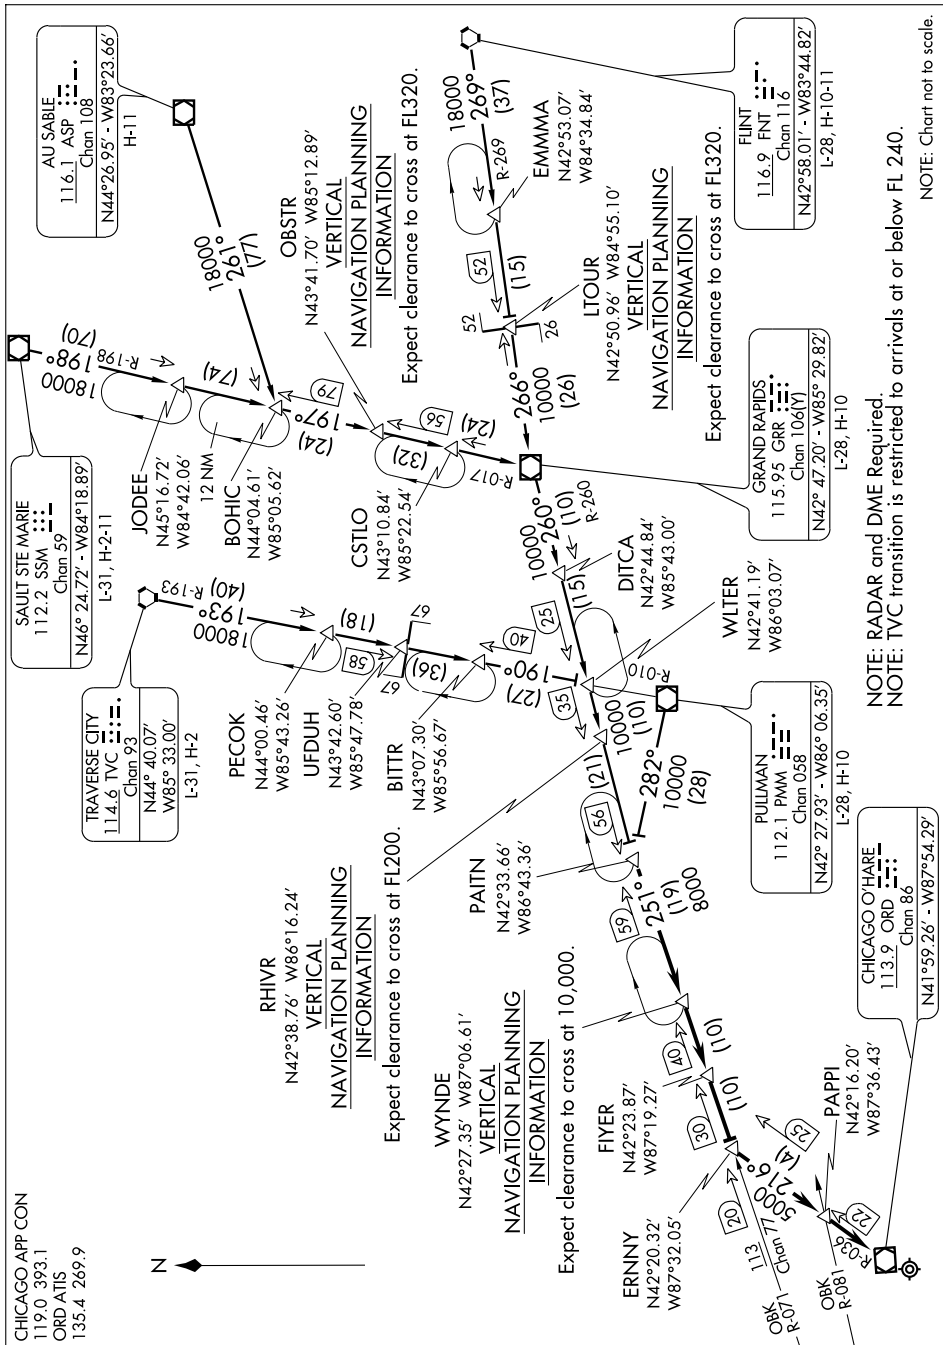 CHICAGO APP CON
119.0 393.1
ORD ATIS
135.4 269.9
N
TRAVERSE CITY
114.6 TVC
Chan 93
N44° 40.07'
W85° 33.00'
L-31, H-2
SAULT STE MARIE
112.2 SSM
Chan 59
N46° 24.72' - W84°18.89'
L-31, H-2-11
AU SABLE
116.1 ASP
Chan 108
N44°26.95' - W83°23.66'
H-11
R-193
(40)
193°
18000
PECOK
N44°00.46'
W85°43.26'
(18)
58
UFDUH
N43°42.60'
W85°47.78'
67
67
(36)
BITTR
N43°07.30'
W85°56.67'
40
190°
(27)
R-010
(70)
198°
18000
R-198
JODEE
N45°16.72'
W84°42.06'
(74)
12 NM
BOHIC
N44°04.61'
W85°05.62'
79
197°
(24)
18000
261°
(77)
OBSTR
N43°41.70' W85°12.89'
VERTICAL
NAVIGATION PLANNING
INFORMATION
Expect clearance to cross at FL320.
56
(32)
(24)
CSTLO
N43°10.84'
W85°22.54'
R-017
18000
269°
(37)
R-269
EMMMA
N42°53.07'
W84°34.84'
52
(15)
52
26
LTOUR
N42°50.96' W84°55.10'
VERTICAL
NAVIGATION PLANNING
INFORMATION
Expect clearance to cross at FL320.
266°
10000
(26)
FLINT
116.9 FNT
Chan 116
N42°58.01' - W83°44.82'
L-28, H-10-11
GRAND RAPIDS
115.95 GRR
Chan 106(Y)
N42° 47.20' - W85° 29.82'
L-28, H-10
10000
260°
(10)
R-260
DITCA
N42°44.84'
W85°43.00'
(15)
25
WLTER
N42°41.19'
W86°03.07'
35
10000
(10)
RHIVR
N42°38.76' W86°16.24'
VERTICAL
NAVIGATION PLANNING
INFORMATION
Expect clearance to cross at FL200.
(21)
56
282°
10000
(28)
PULLMAN
112.1 PMM
Chan 058
N42° 27.93' - W86° 06.35'
L-28, H-10
PAITN
N42°33.66'
W86°43.36'
59
251°
(19)
8000
WYNDE
N42°27.35' W87°06.61'
VERTICAL
NAVIGATION PLANNING
INFORMATION
Expect clearance to cross at 10,000.
40
(10)
FIYER
N42°23.87'
W87°19.27'
30
(10)
ERNNY
N42°20.32'
W87°32.05'
20
113
Chan 77
OBK
R-071
5000
216°
(4)
25
PAPPI
N42°16.20'
W87°36.43'
OBK
R-081
22
R-036
CHICAGO O'HARE
113.9 ORD
Chan 86
N41°59.26' - W87°54.29'
NOTE: RADAR and DME Required.
NOTE: TVC transition is restricted to arrivals at or below FL 240.
NOTE: Chart not to scale.